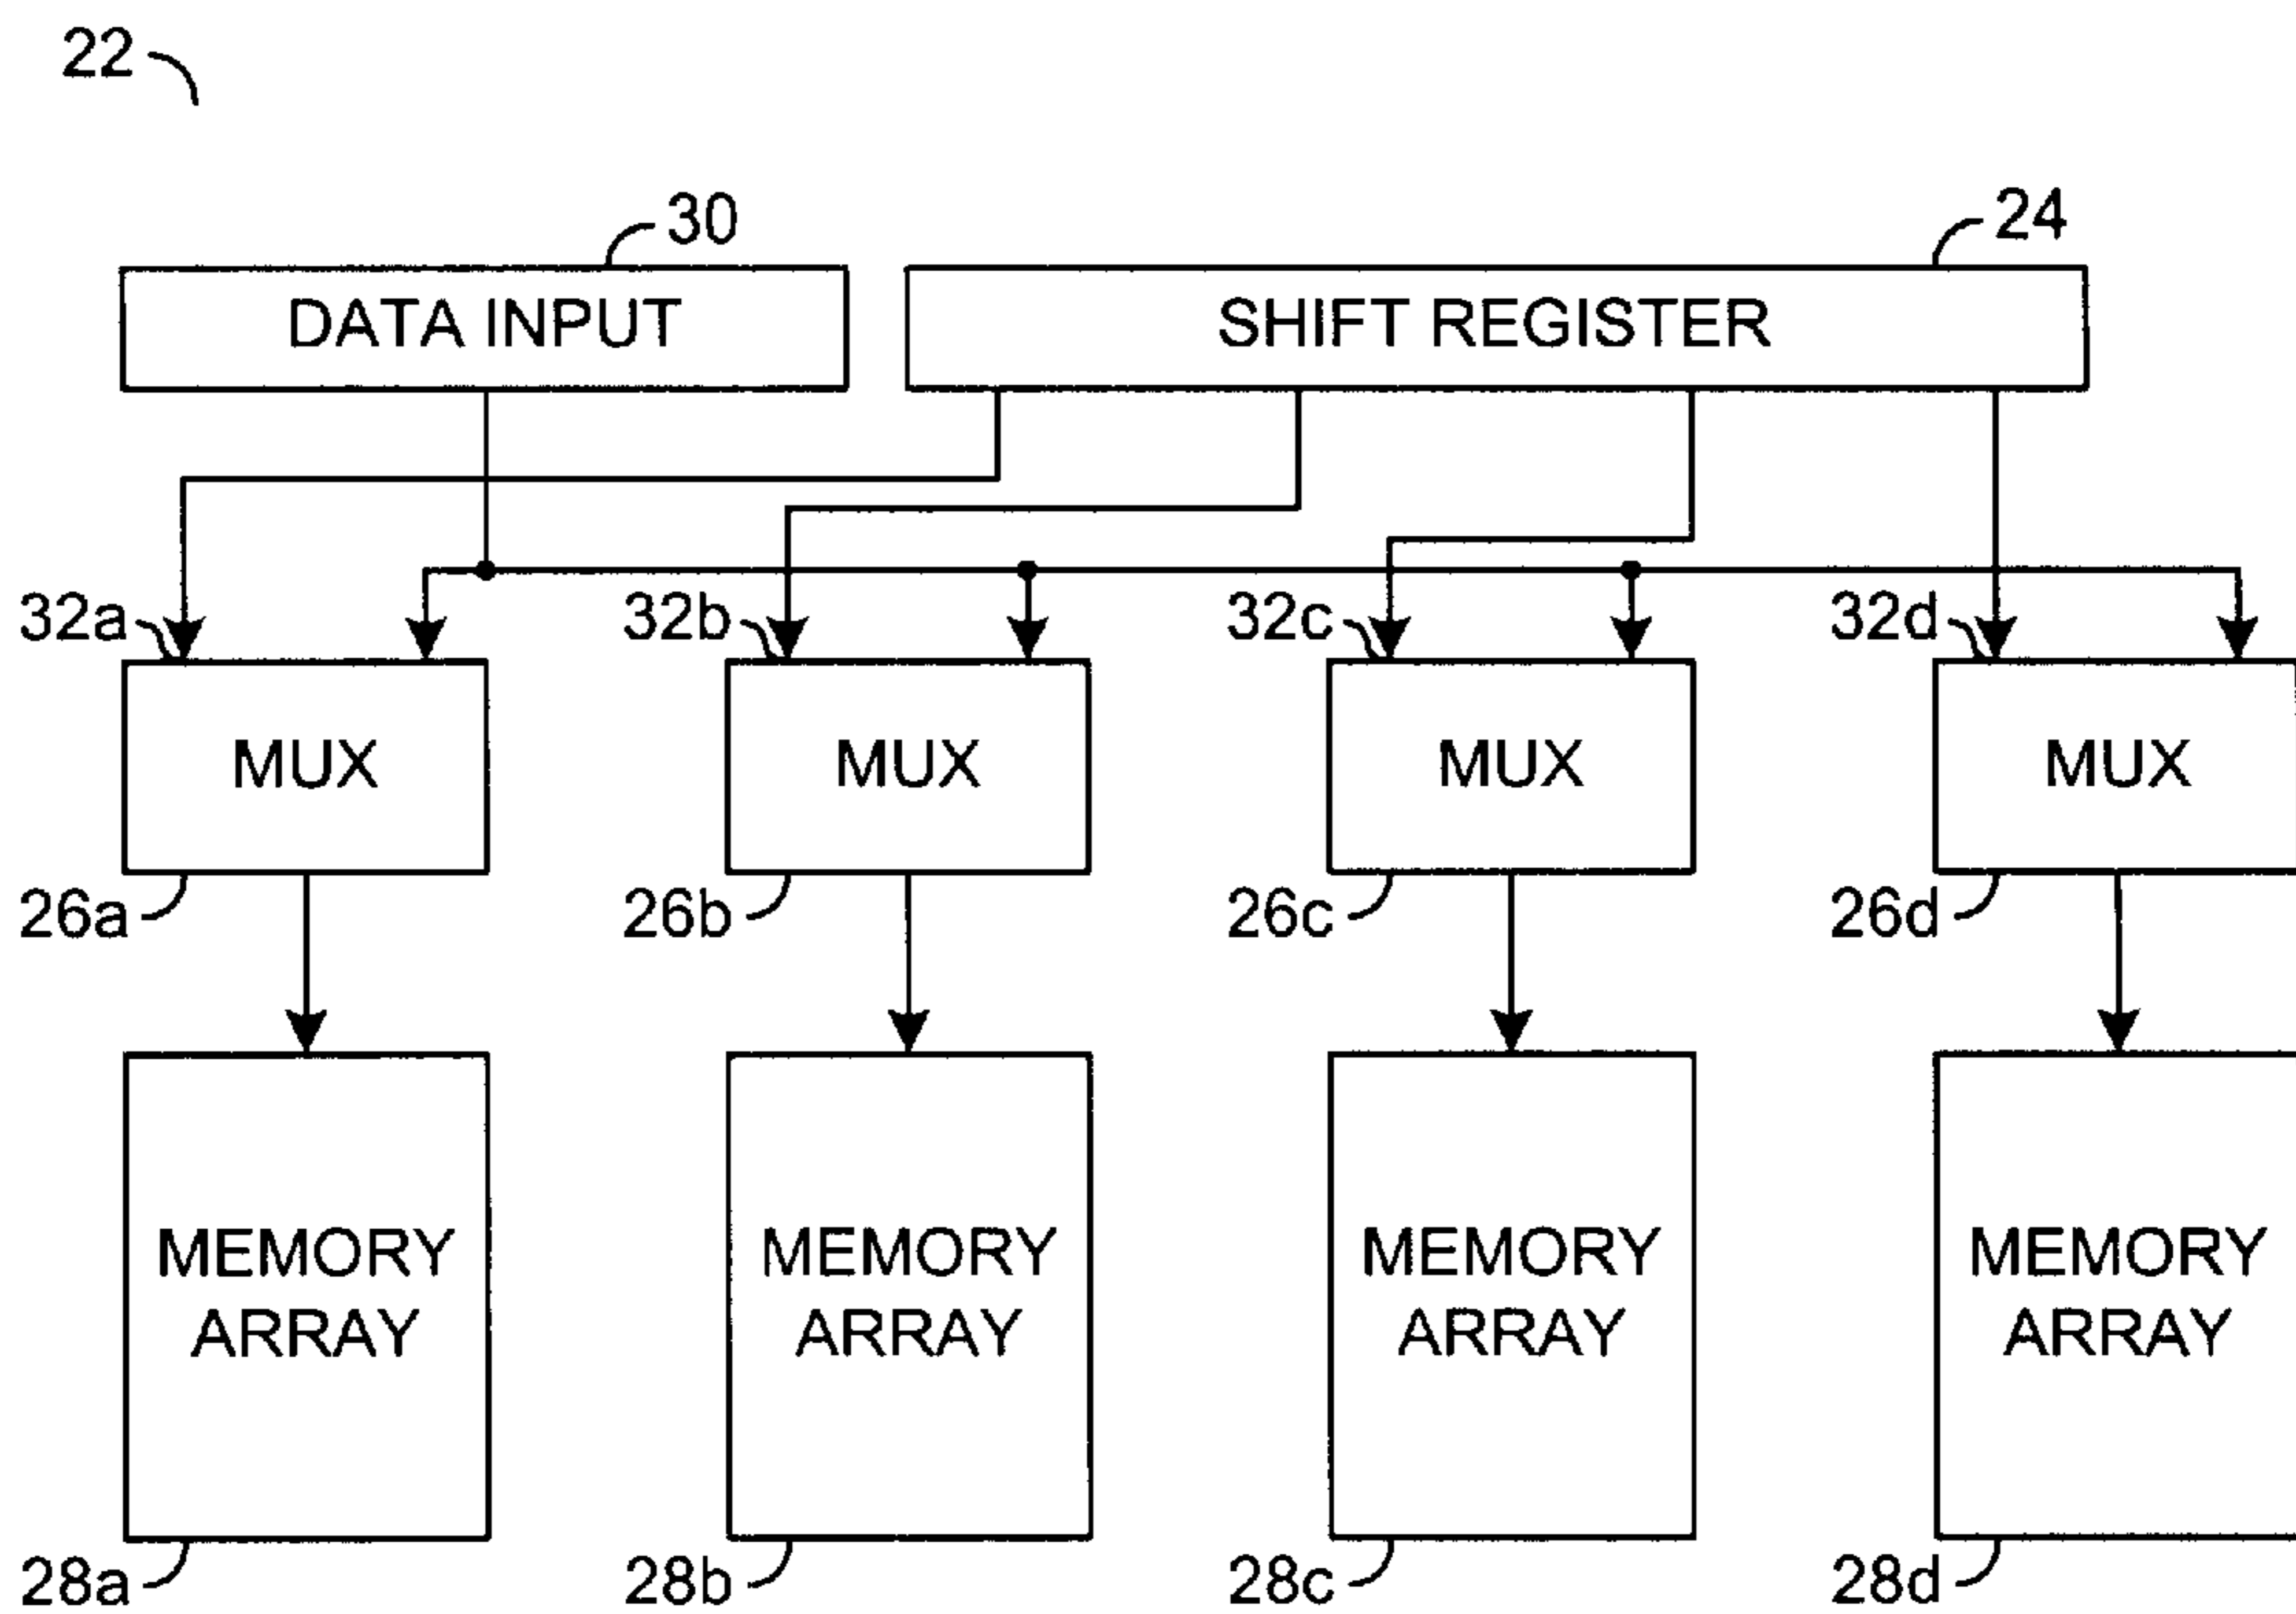 22
30
24
DATA INPUT
SHIFT REGISTER
32a
32b
32c
32d
MUX
MUX
MUX
MUX
26a
26b
26c
26d
MEMORY
ARRAY
MEMORY
ARRAY
MEMORY
ARRAY
MEMORY
ARRAY
28a
28b
28c
28d